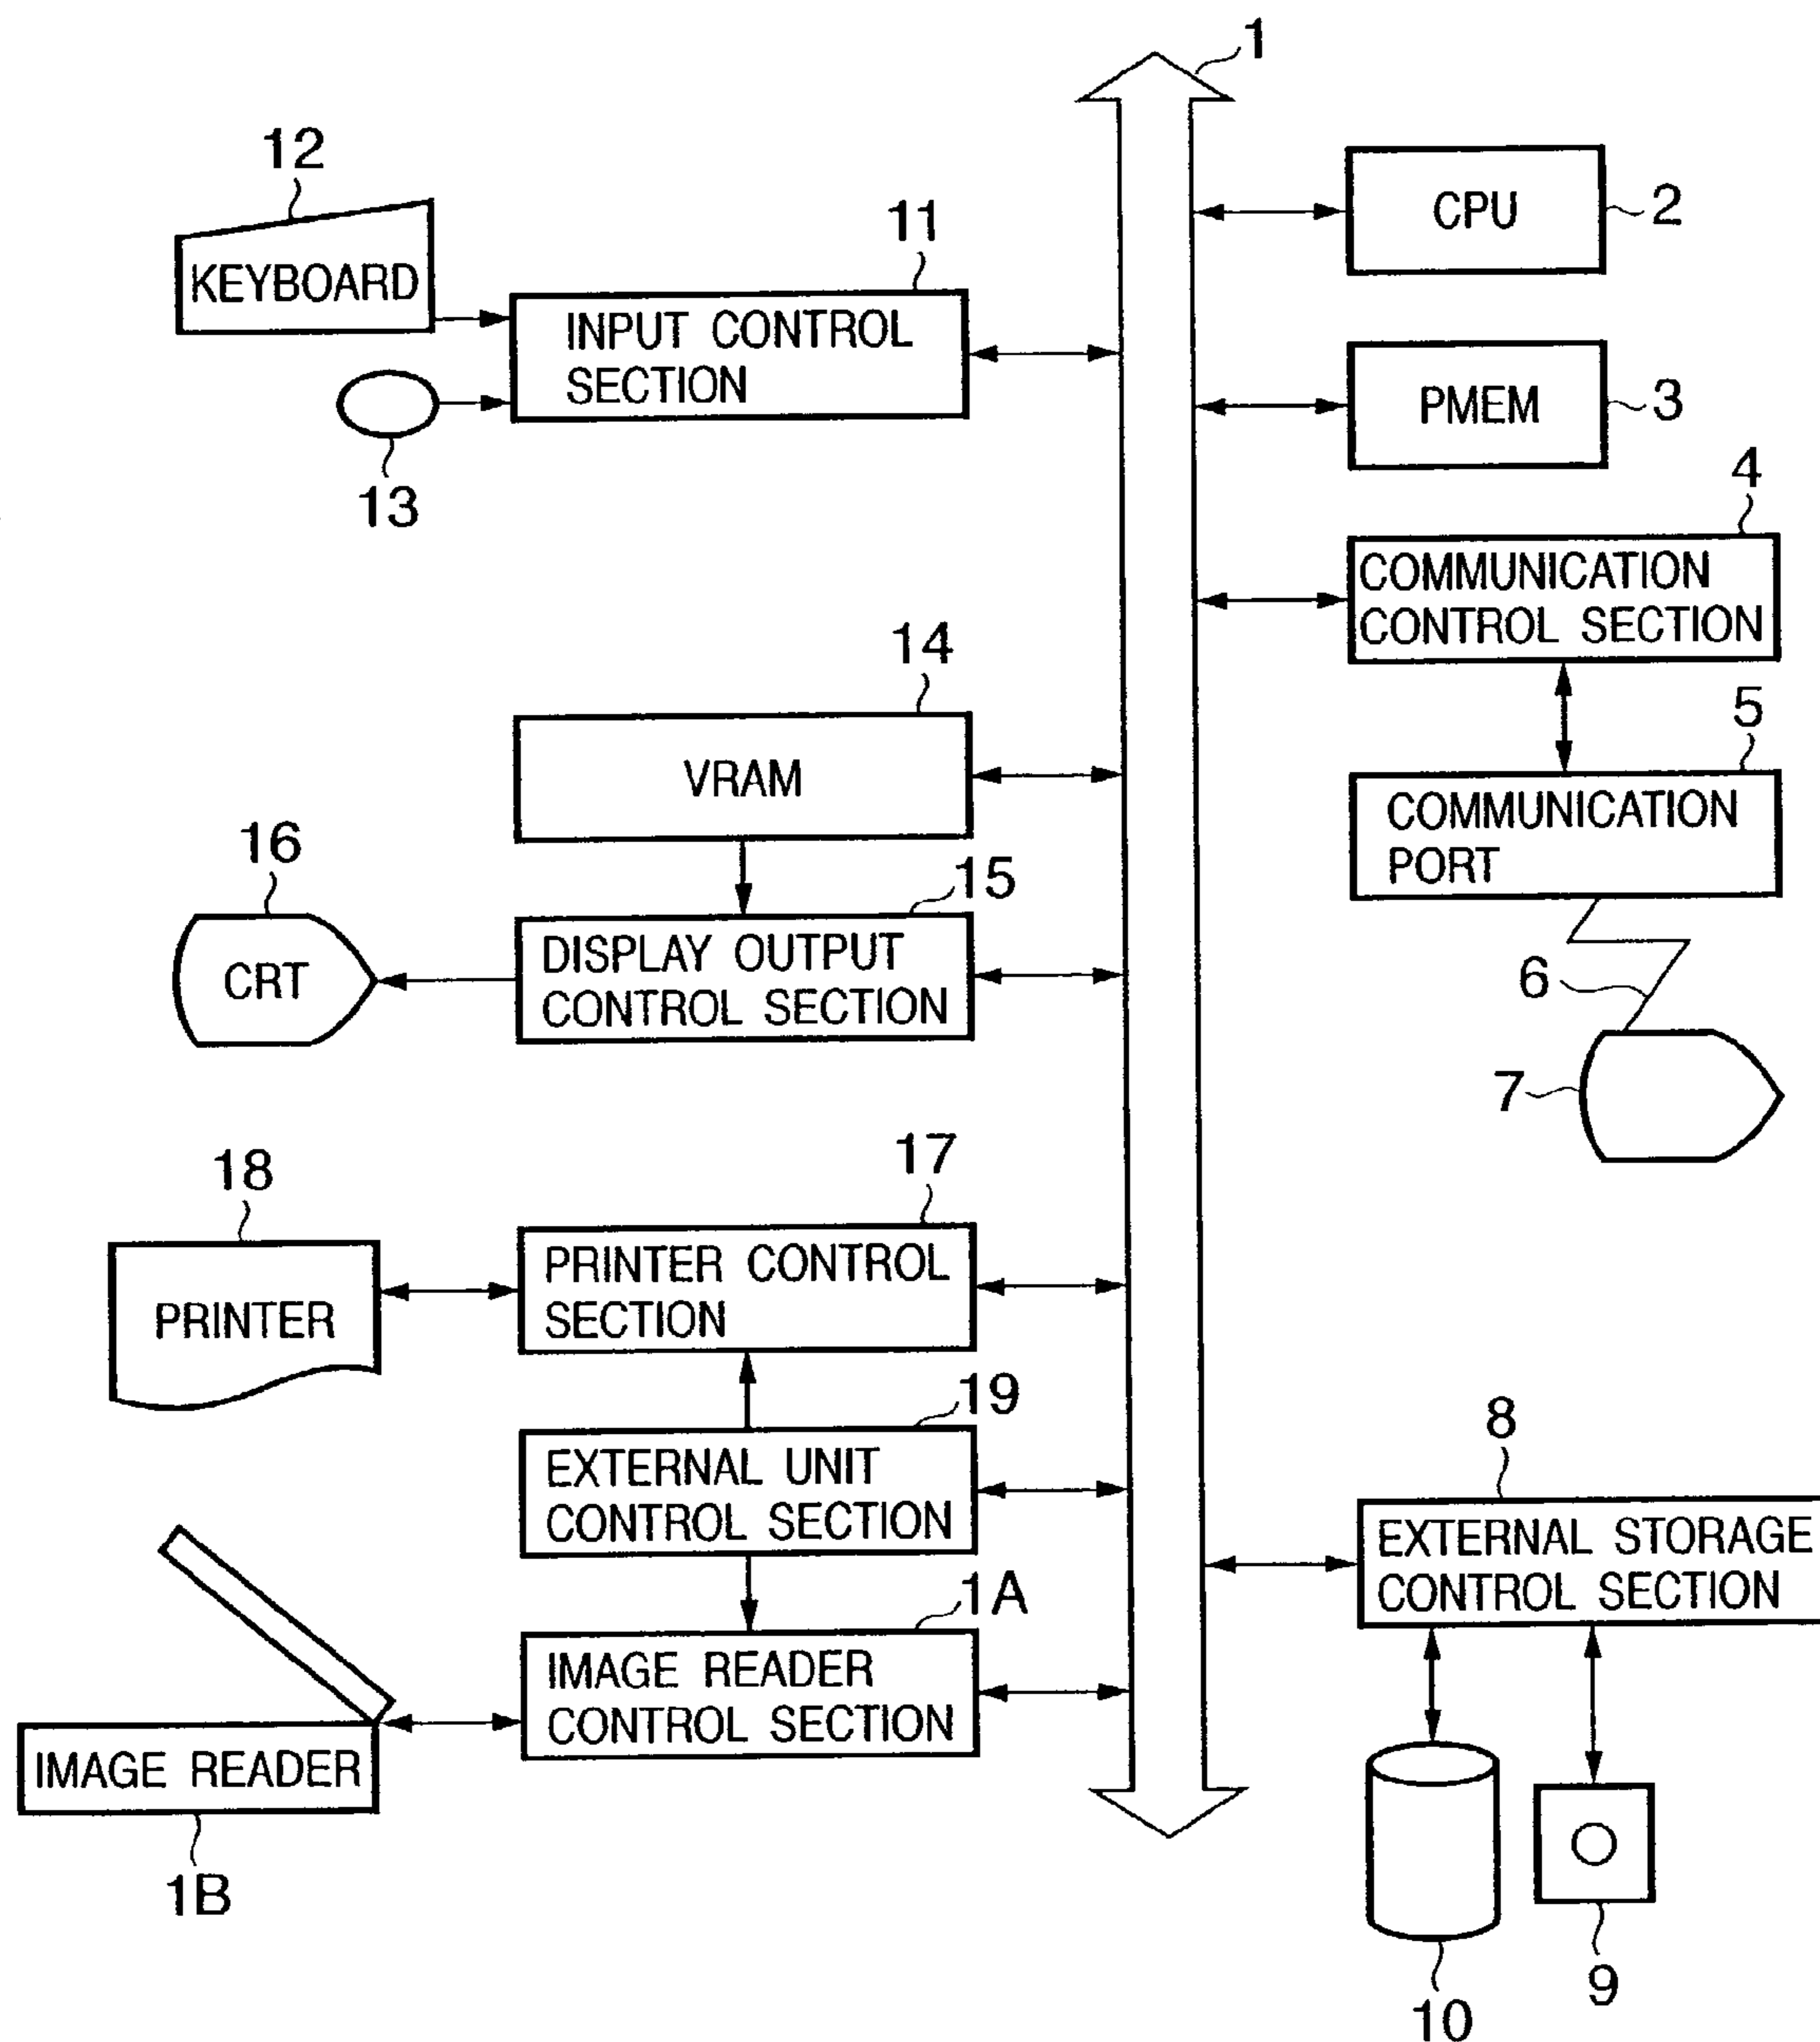 1
12
KEYBOARD
11
INPUT CONTROL
SECTION
13
CPU
2
PMEM
3
4
COMMUNICATION
CONTROL SECTION
5
COMMUNICATION
PORT
6
7
14
VRAM
16
CRT
15
DISPLAY OUTPUT
CONTROL SECTION
18
PRINTER
17
PRINTER CONTROL
SECTION
19
EXTERNAL UNIT
CONTROL SECTION
1A
IMAGE READER
CONTROL SECTION
IMAGE READER
1B
8
EXTERNAL STORAGE
CONTROL SECTION
10
9